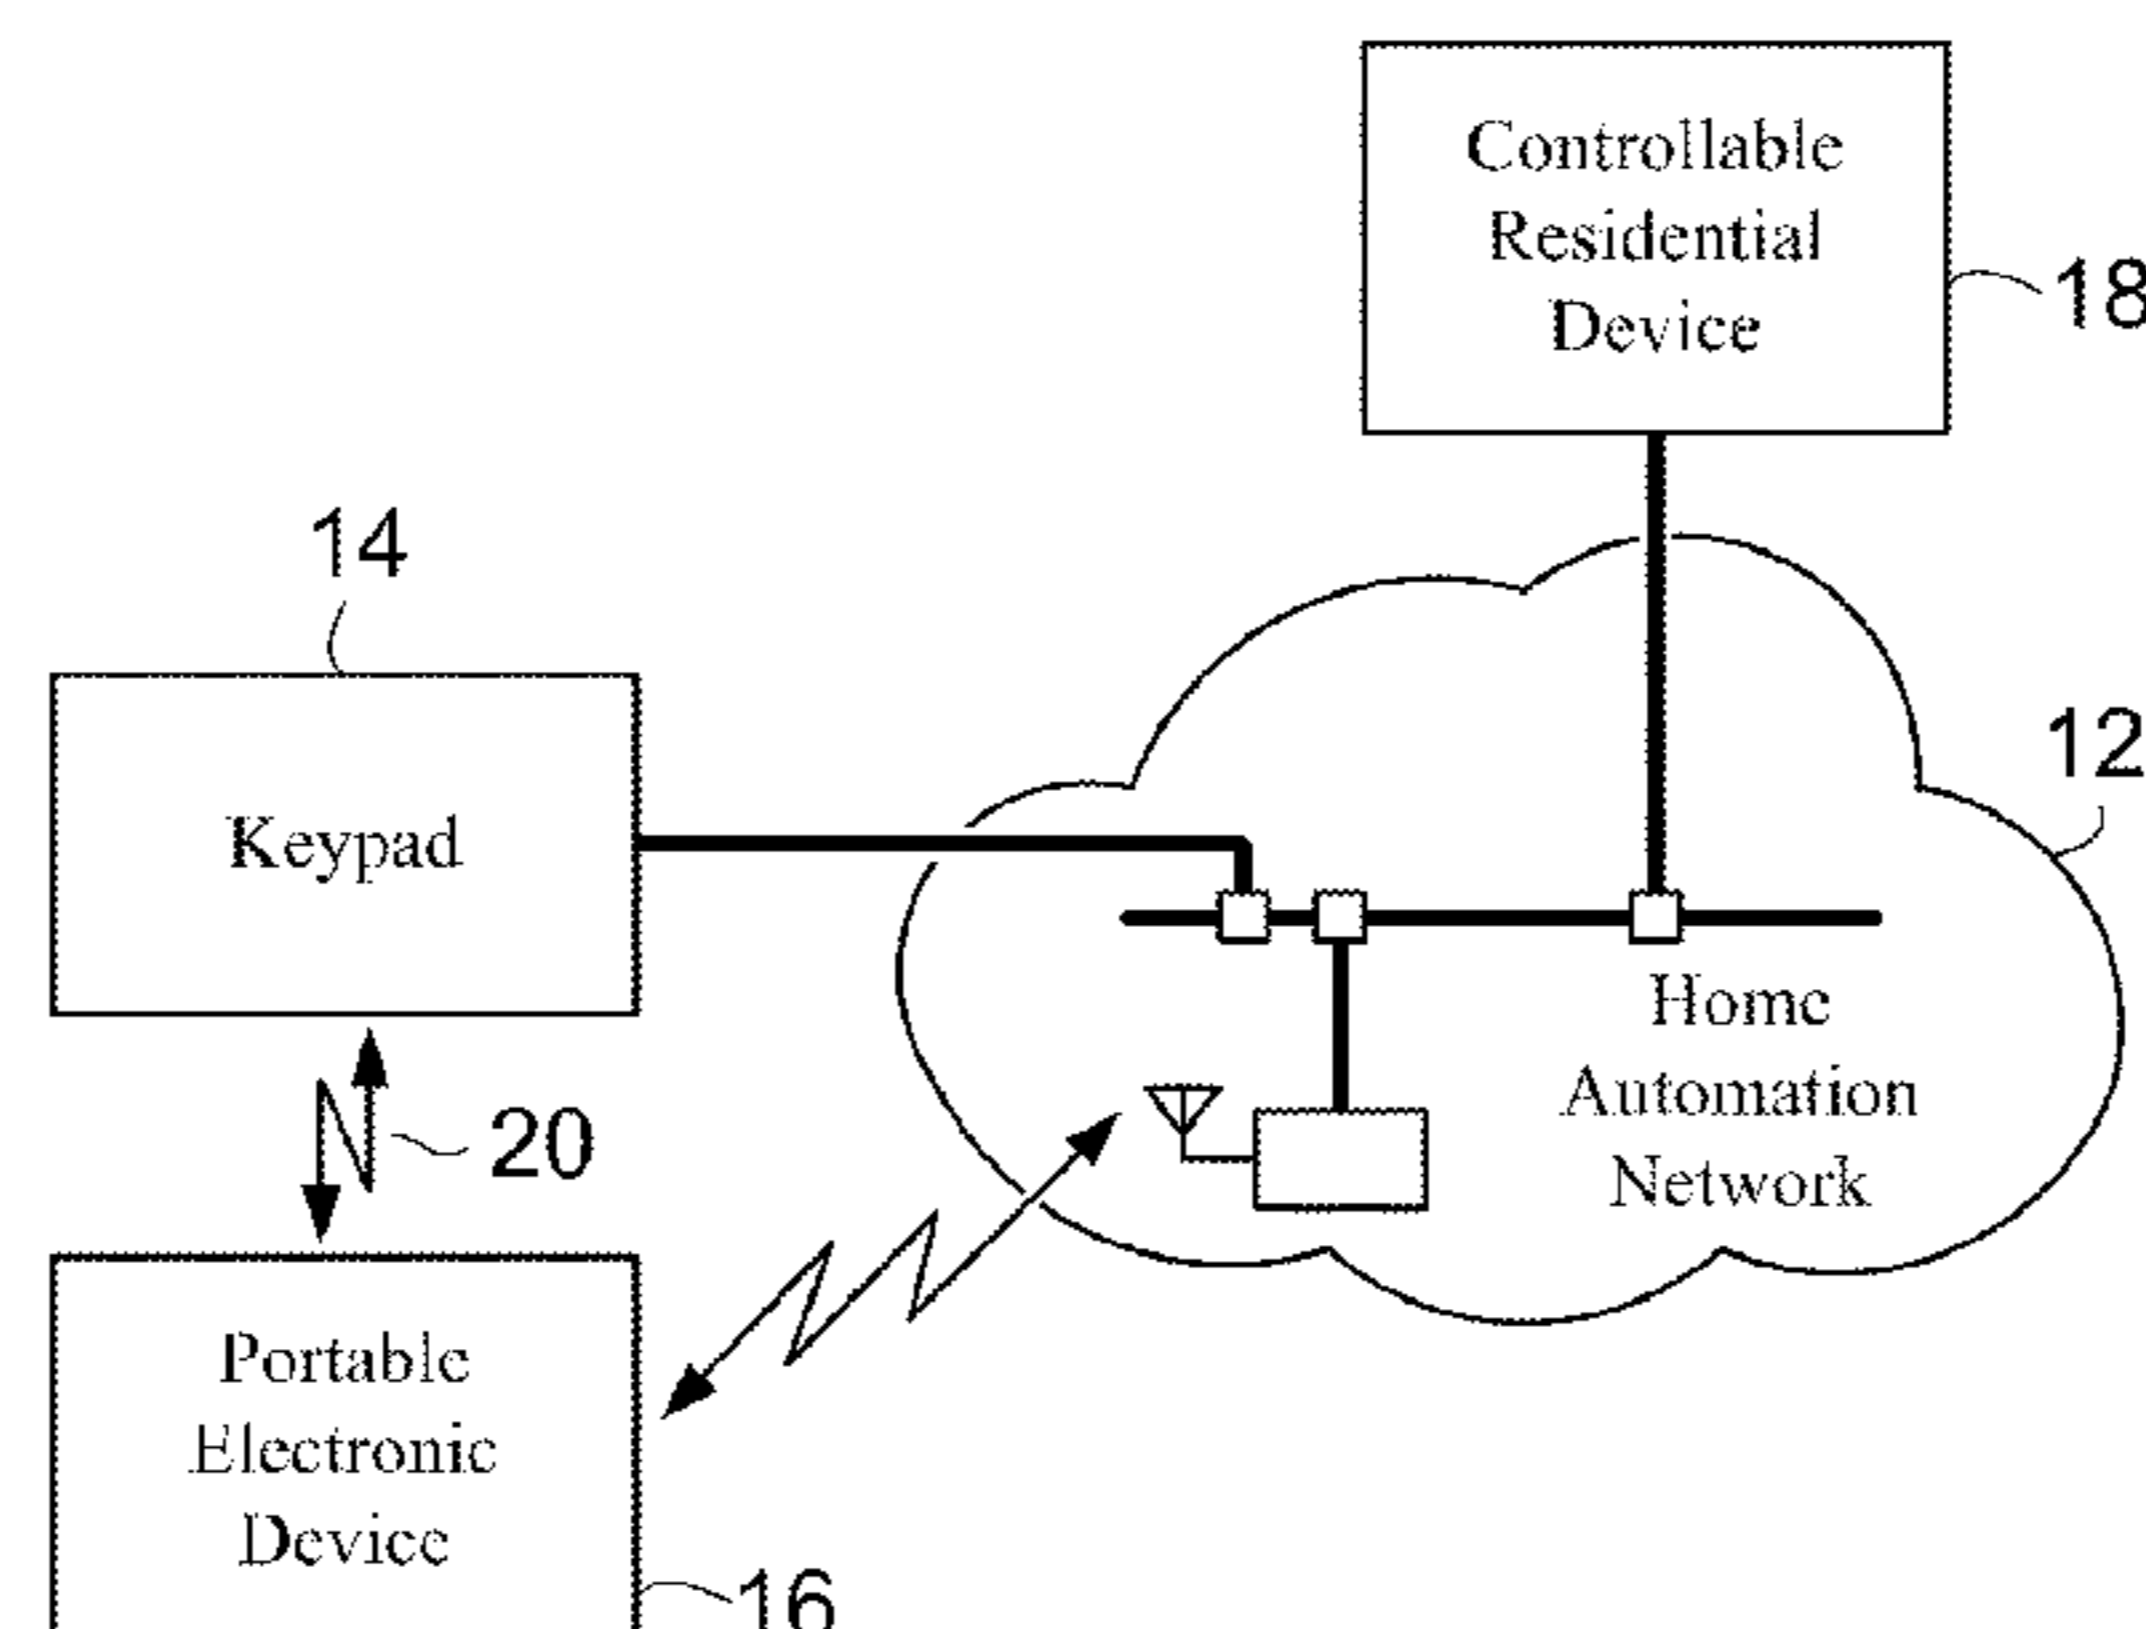 Controllable
Residential
Device
18
14
Keypad
12
Home
Automation
Network
20
Portable
Electronic
Device
16